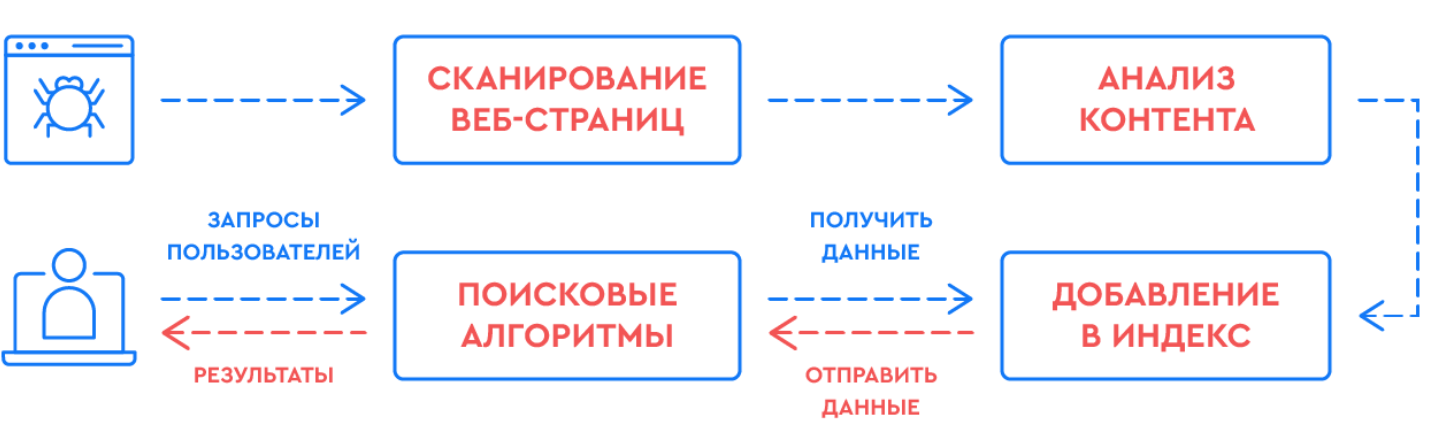 СКАНИРОВАНИЕ
ВЕБ-СТРАНИЦ
АНАЛИЗ
КОНТЕНТА
ЗАПРОСЫ
ПОЛЬЗОВАТЕЛЕЙ
ПОЛУЧИТЬ
ДАННЫЕ
ПОИСКОВЫЕ
АЛГОРИТМЫ
ДОБАВЛЕНИЕ
В ИНДЕКС
РЕЗУЛЬТАТЫ
ОТПРАВИТЬ
ДАННЫЕ